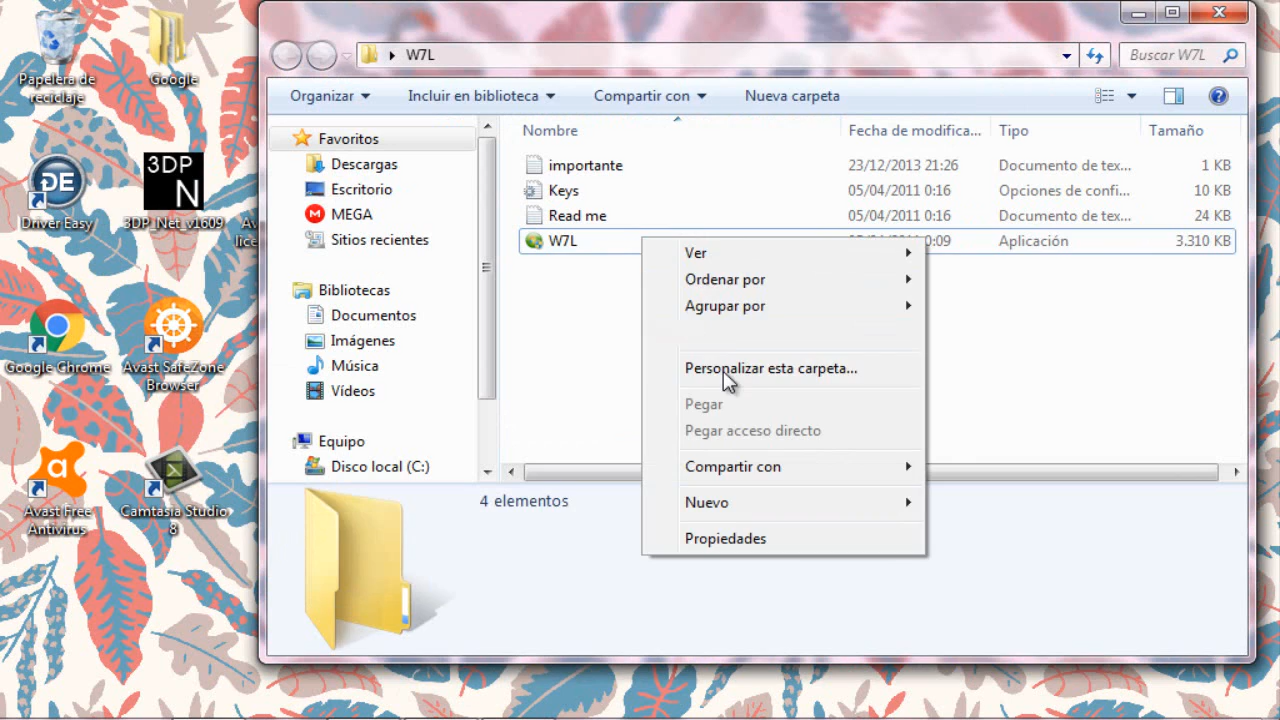 Papelera de
reciclaje
Google
Driver Easy
3DP
N
3DP_Net_v1609
Google Chrome
Avast SafeZone
Browser
Avast Free
Antivirus
Camtasia Studio
8
W7L
Buscar W7L
Organizar
Incluir en biblioteca
Compartir con
Nueva carpeta
Favoritos
Descargas
Escritorio
MEGA
Sitios recientes
Bibliotecas
Documentos
Imágenes
Música
Vídeos
Equipo
Disco local (C:)
Nombre Fecha de modifica... Tipo Tamaño
importante 23/12/2013 21:26 Documento de tex... 1 KB
Keys 05/04/2011 0:16 Opciones de confi... 10 KB
Read me 05/04/2011 0:16 Documento de tex... 24 KB
W7L 0:09 Aplicación 3.310 KB
Ver
Ordenar por
Agrupar por
Personalizar esta carpeta...
Pegar
Pegar acceso directo
Compartir con
Nuevo
Propiedades
4 elementos